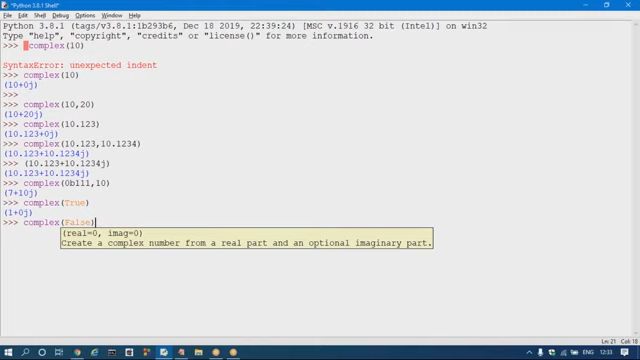 *Python 3.8.1 Shell*
File Edit Shell Debug Options Window Help
Python 3.8.1 (tags/v3.8.1:1b293b6, Dec 18 2019, 22:39:24) [MSC v.1916 32 bit (Intel)] on win32
Type "help", "copyright", "credits" or "license()" for more information.
>>> complex(10)
SyntaxError: unexpected indent
>>> complex(10)
(10+0j)
>>>
>>> complex(10,20)
(10+20j)
>>> complex(10.123)
(10.123+0j)
>>> complex(10.123,10.1234)
(10.123+10.1234j)
>>> (10.123+10.1234j)
(10.123+10.1234j)
>>> complex(0b111,10)
(7+10j)
>>> complex(True)
(1+0j)
>>> complex(False)
(real=0, imag=0)
Create a complex number from a real part and an optional imaginary part.
Ln: 21 Col: 18
ENG 12:33